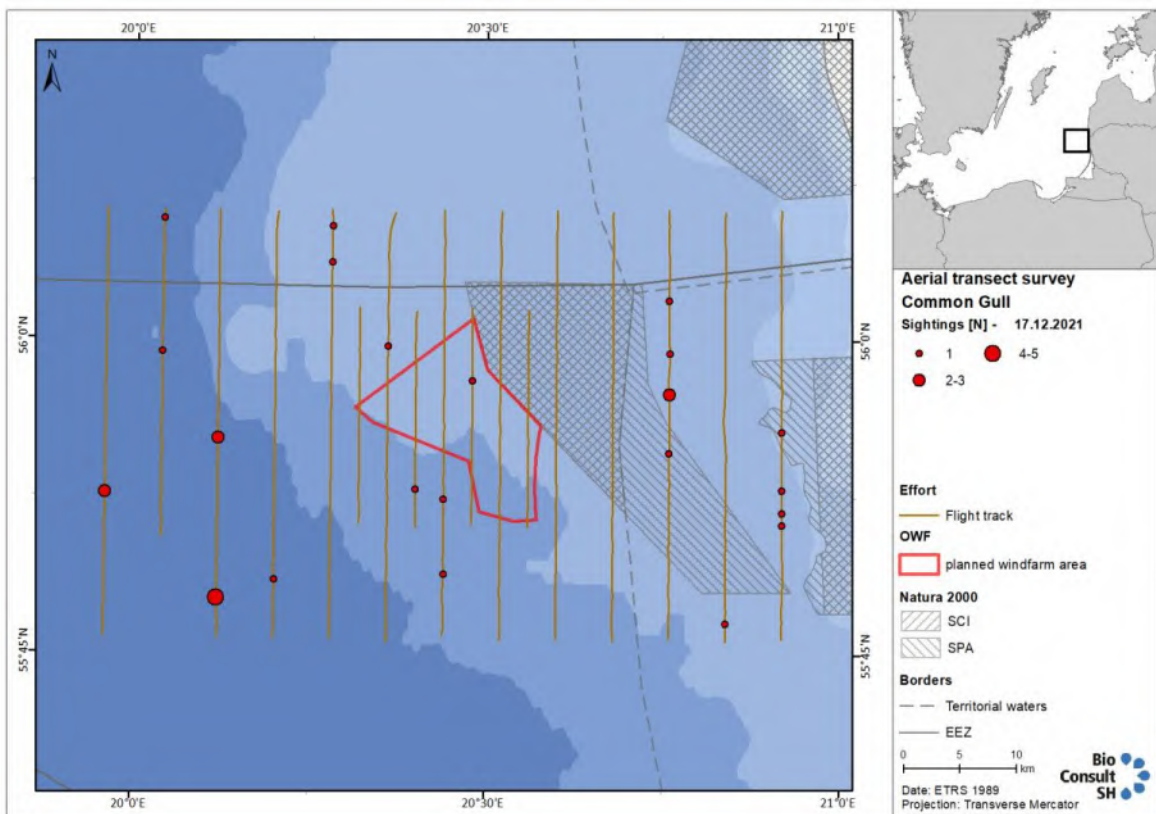 20°0'E 20°30'E 21°0'E
N
56°0'N
56°0'N
55°45'N
55°45'N
20°0'E 20°30'E 21°0'E
Aerial transect survey
Common Gull
Sightings [N] - 17.12.2021
1 4-5
2-3
Effort
Flight track
OWF
planned windfarm area
Natura 2000
SCI
SPA
Borders
Territorial waters
EEZ
0 5 10
km
Date: ETRS 1989
Projection: Transverse Mercator
Bio
Consult
SH